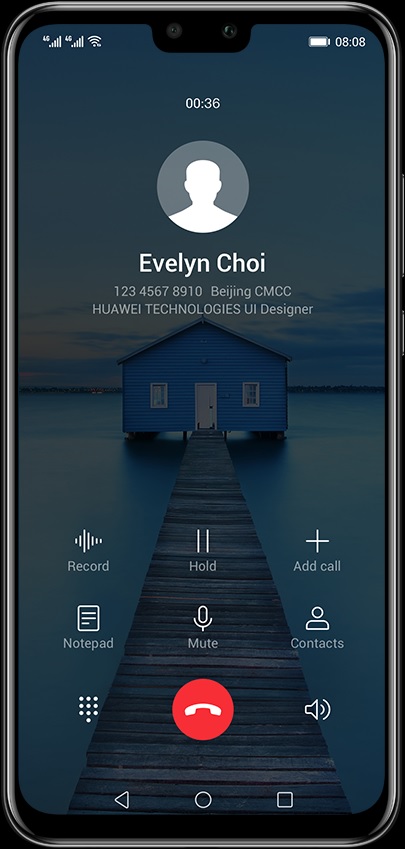 4G 4G 08:08
00:36
Evelyn Choi
123 4567 8910 Beijing CMCC
HUAWEI TECHNOLOGIES UI Designer
Record Hold Add call
Notepad Mute Contacts